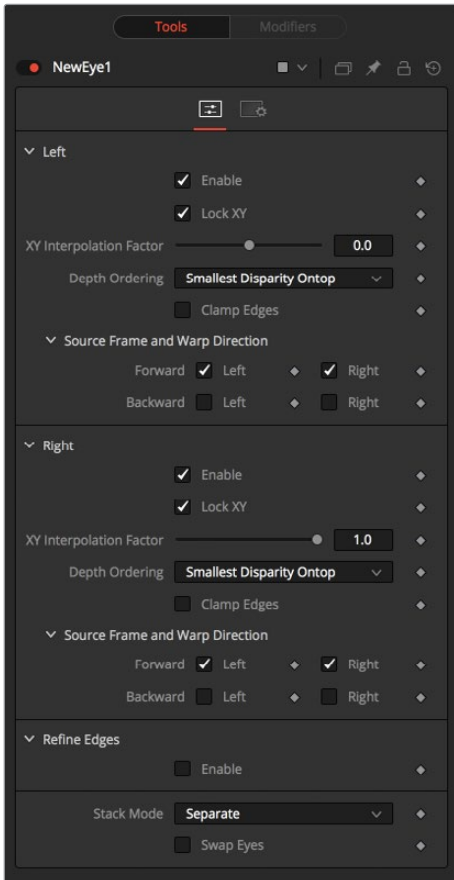 Tools Modifiers
NewEye1
Left
Enable
Lock XY
XY Interpolation Factor 0.0
Depth Ordering Smallest Disparity Ontop
Clamp Edges
Source Frame and Warp Direction
Forward Left Right
Backward Left Right
Right
Enable
Lock XY
XY Interpolation Factor 1.0
Depth Ordering Smallest Disparity Ontop
Clamp Edges
Source Frame and Warp Direction
Forward Left Right
Backward Left Right
Refine Edges
Enable
Stack Mode Separate
Swap Eyes